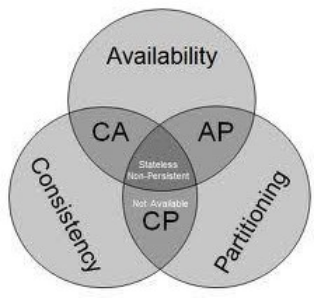 Availability
CA
AP
Stateless
Non-Persistent
Consistency
Not Available
CP
Partitioning